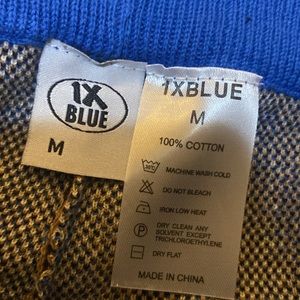 1X
BLUE
M
1XBLUE
M
100% COTTON
MACHINE WASH COLD
DO NOT BLEACH
IRON LOW HEAT
DRY CLEAN ANY
SOLVENT EXCEPT
TRICHLOROETHYLENE
DRY FLAT
MADE IN CHINA